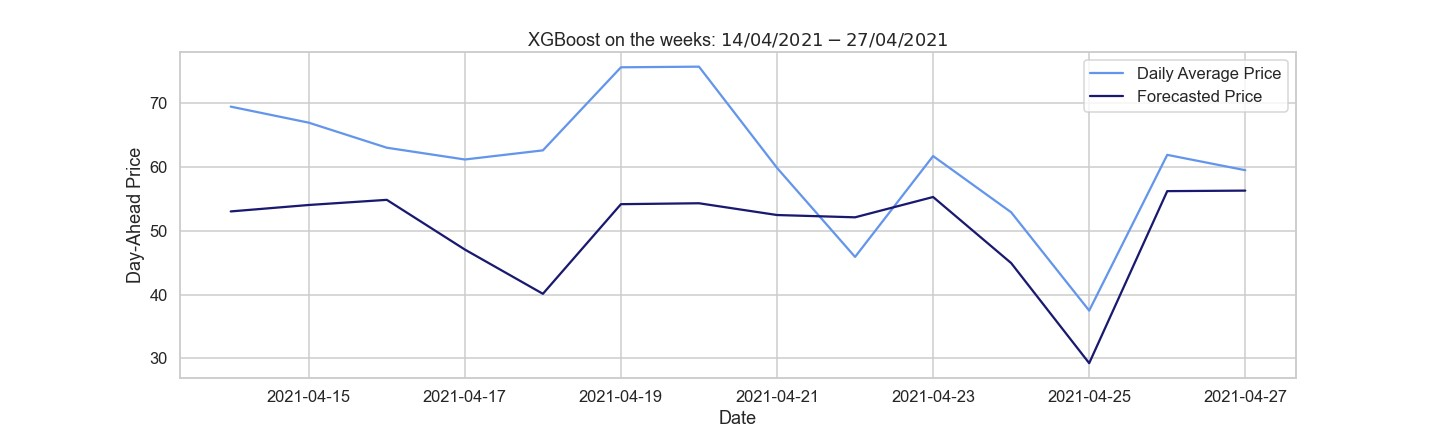 XGBoost on the weeks: 14/04/2021 − 27/04/2021
Daily Average Price
Forecasted Price
Day-Ahead Price
70
60
50
40
30
2021-04-15
2021-04-17
2021-04-19
2021-04-21
2021-04-23
2021-04-25
2021-04-27
Date